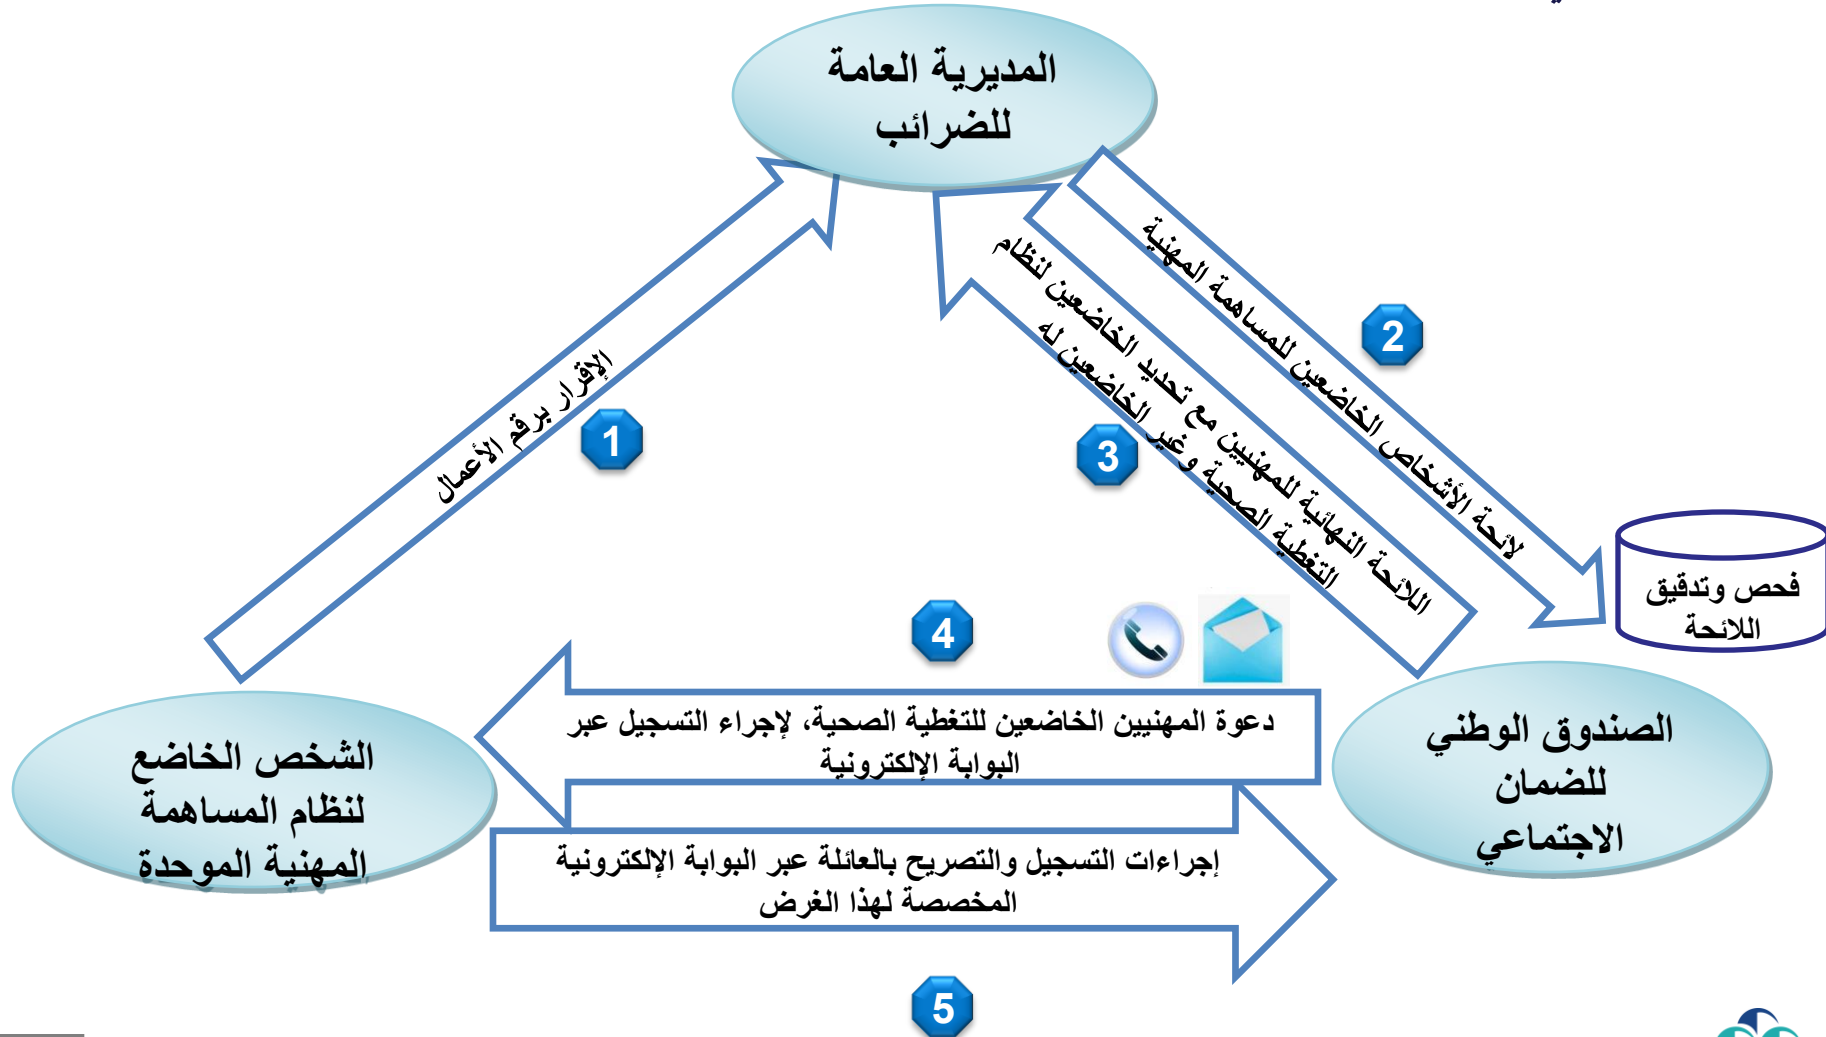 المديرية العامة
للضرائب
الإقرار برقم الأعمال
1
لائحة الأشخاص الخاضعين للمساهمة المهنية
2
اللائحة النهائية للمهنيين مع تحديد الخاضعين لنظام
التغطية الصحية وغير الخاضعين له
3
فحص وتدقيق
اللائحة
4
دعوة المهنيين الخاضعين للتغطية الصحية، لإجراء التسجيل عبر
البوابة الإلكترونية
الصندوق الوطني
للضمان
الاجتماعي
الشخص الخاضع
لنظام المساهمة
المهنية الموحدة
إجراءات التسجيل والتصريح بالعائلة عبر البوابة الإلكترونية
المخصصة لهذا الغرض
5